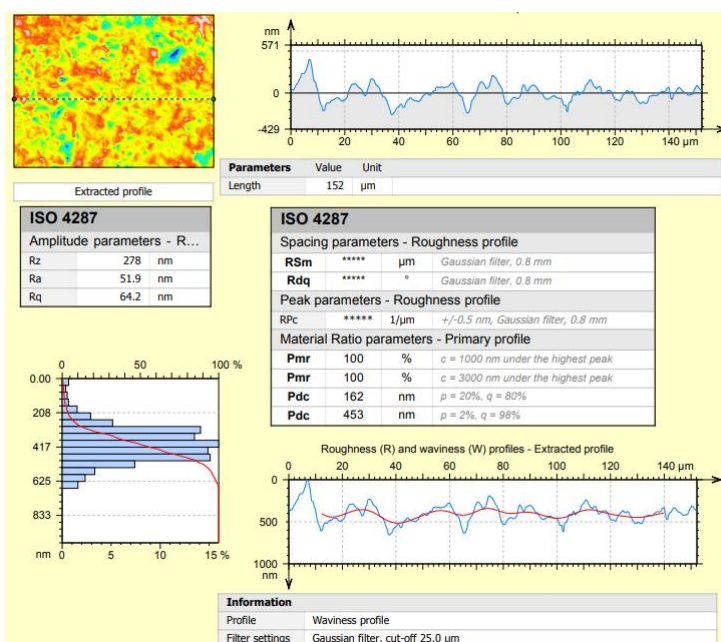 nm
571
0
-429
0 20 40 60 80 100 120 140 µm
Parameters Value Unit
Length 152 µm
Extracted profile
ISO 4287
Amplitude parameters - R...
Rz 278 nm
Ra 51.9 nm
Rq 64.2 nm
ISO 4287
Spacing parameters - Roughness profile
RSm ***** µm Gaussian filter, 0.8 mm
Rdq ***** ° Gaussian filter, 0.8 mm
Peak parameters - Roughness profile
RPc ***** 1/µm +/-0.5 nm, Gaussian filter, 0.8 mm
Material Ratio parameters - Primary profile
Pmr 100 % c = 1000 nm under the highest peak
Pmr 100 % c = 3000 nm under the highest peak
Pdc 162 nm p = 20%, q = 80%
Pdc 453 nm p = 2%, q = 98%
0 50 100 %
0.00
208
417
625
833
nm 0 5 10 15 %
Roughness (R) and waviness (W) profiles - Extracted profile
0 20 40 60 80 100 120 140 µm
0
500
1000
nm
Information
Profile Waviness profile
Filter settings Gaussian filter, cut-off 25.0 µm